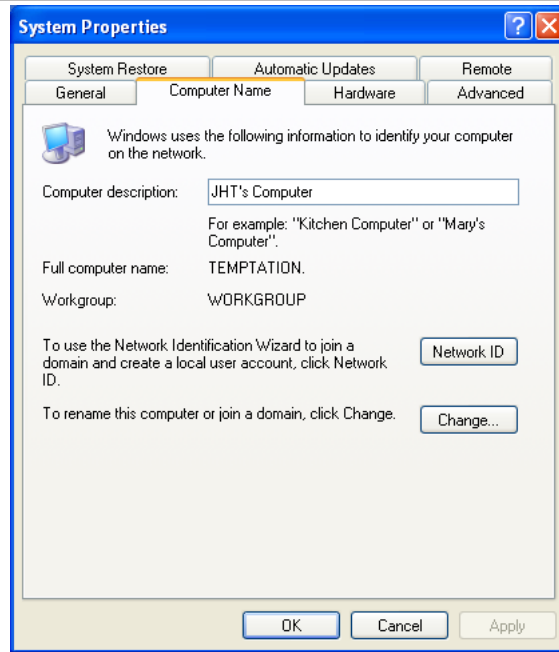 System Properties
System Restore
Automatic Updates
Remote
General
Computer Name
Hardware
Advanced
Windows uses the following information to identify your computer
on the network.
Computer description:
JHT's Computer
For example: "Kitchen Computer" or "Mary's
Computer".
Full computer name:
TEMPTATION.
Workgroup:
WORKGROUP
To use the Network Identification Wizard to join a
domain and create a local user account, click Network
ID.
Network ID
To rename this computer or join a domain, click Change.
Change...
OK
Cancel
Apply